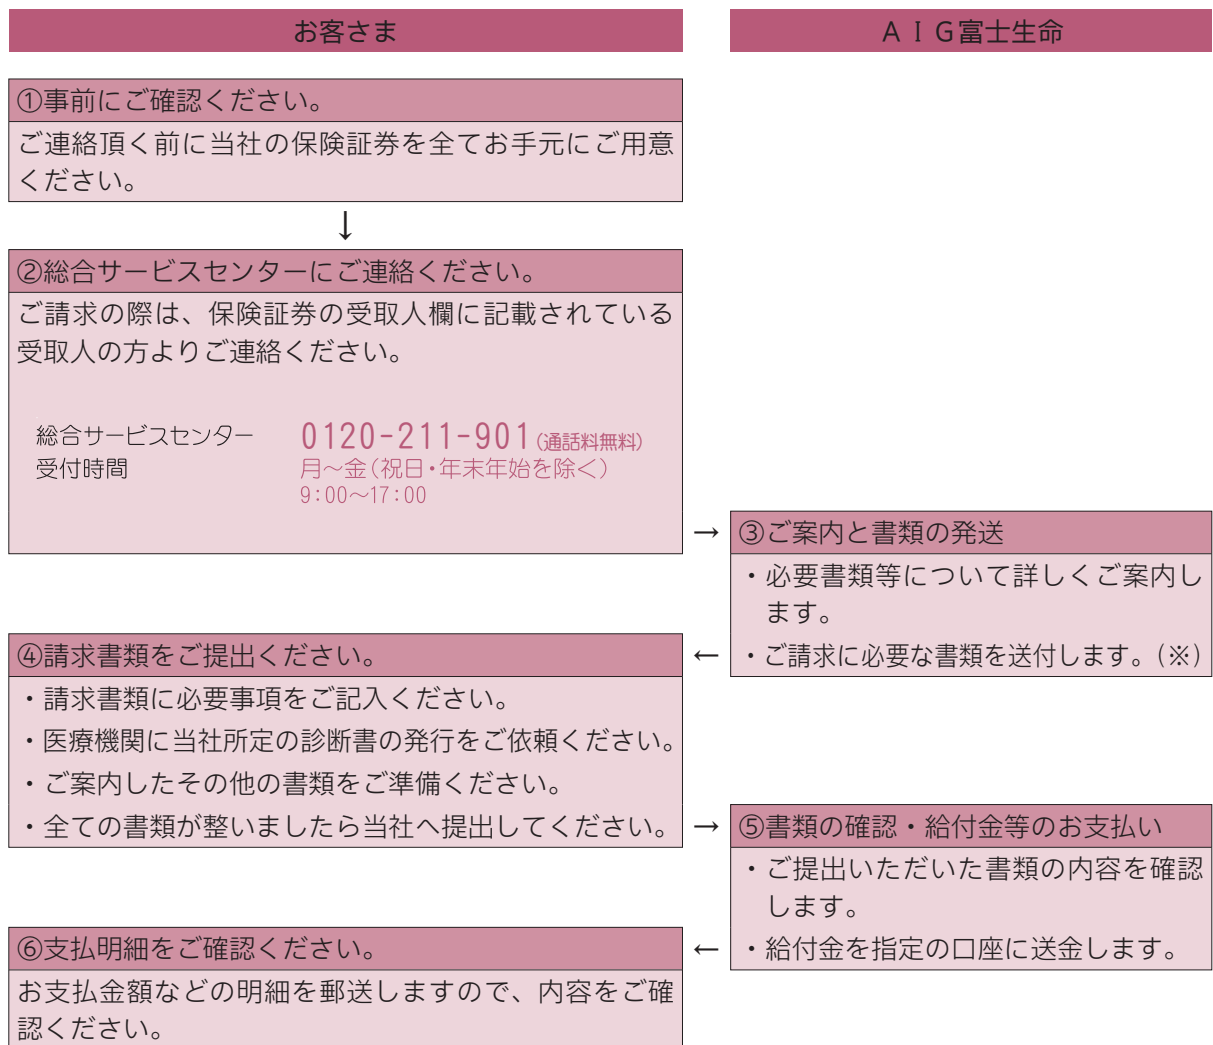 お客さま
ＡＩＧ富士生命
①事前にご確認ください。
ご連絡頂く前に当社の保険証券を全てお手元にご用意
ください。
↓
②総合サービスセンターにご連絡ください。
ご請求の際は、保険証券の受取人欄に記載されている
受取人の方よりご連絡ください。
総合サービスセンター 0120-211-901(通話料無料)
受付時間 月～金(祝日・年末年始を除く)
9:00～17:00
→
③ご案内と書類の発送
・必要書類等について詳しくご案内し
ます。
・ご請求に必要な書類を送付します。(※)
←
④請求書類をご提出ください。
・請求書類に必要事項をご記入ください。
・医療機関に当社所定の診断書の発行をご依頼ください。
・ご案内したその他の書類をご準備ください。
・全ての書類が整いましたら当社へ提出してください。
→
⑤書類の確認・給付金等のお支払い
・ご提出いただいた書類の内容を確認
します。
・給付金を指定の口座に送金します。
←
⑥支払明細をご確認ください。
お支払金額などの明細を郵送しますので、内容をご確
認ください。